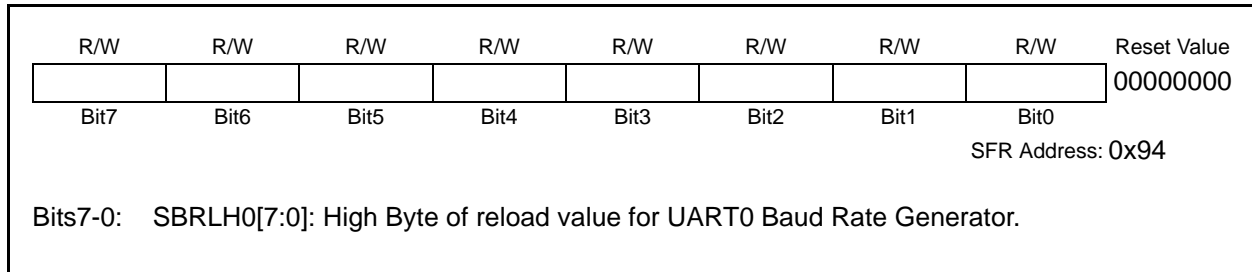 R/W R/W R/W R/W R/W R/W R/W R/W Reset Value
00000000
Bit7 Bit6 Bit5 Bit4 Bit3 Bit2 Bit1 Bit0
SFR Address: 0x94
Bits7-0: SBRLH0[7:0]: High Byte of reload value for UART0 Baud Rate Generator.